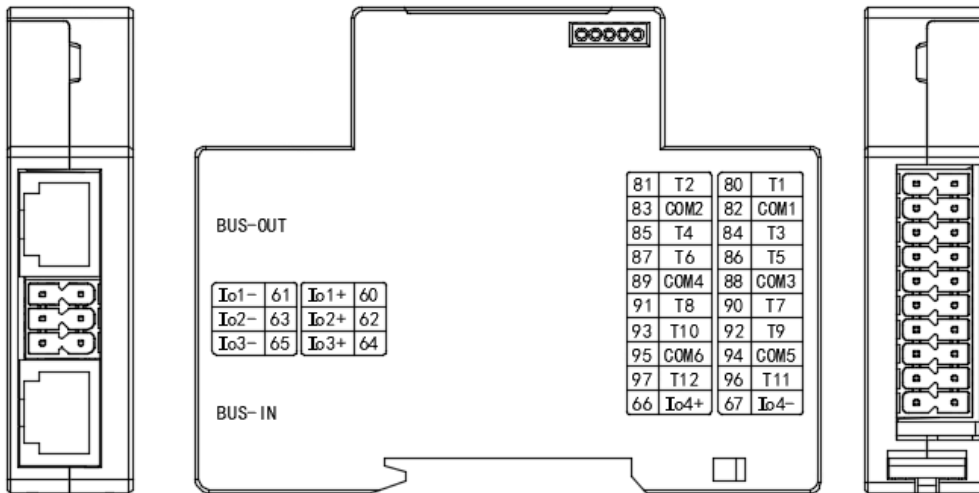 81 T2 80 T1
83 COM2 82 COM1
85 T4 84 T3
BUS-OUT
87 T6 86 T5
89 COM4 88 COM3
Io1- 61 Io1+ 60
91 T8 90 T7
Io2- 63 Io2+ 62
93 T10 92 T9
Io3- 65 Io3+ 64
95 COM6 94 COM5
97 T12 96 T11
66 Io4+ 67 Io4-
BUS-IN